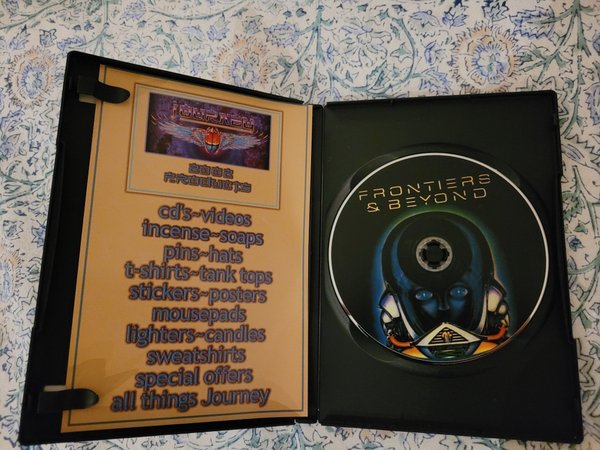 JOURNEY
cd's~videos
incense~soaps
pins~hats
t-shirts~tank tops
stickers~posters
mousepads
lighters~candles
sweatshirts
special offers
all things Journey
FRONTIERS
& BEYOND